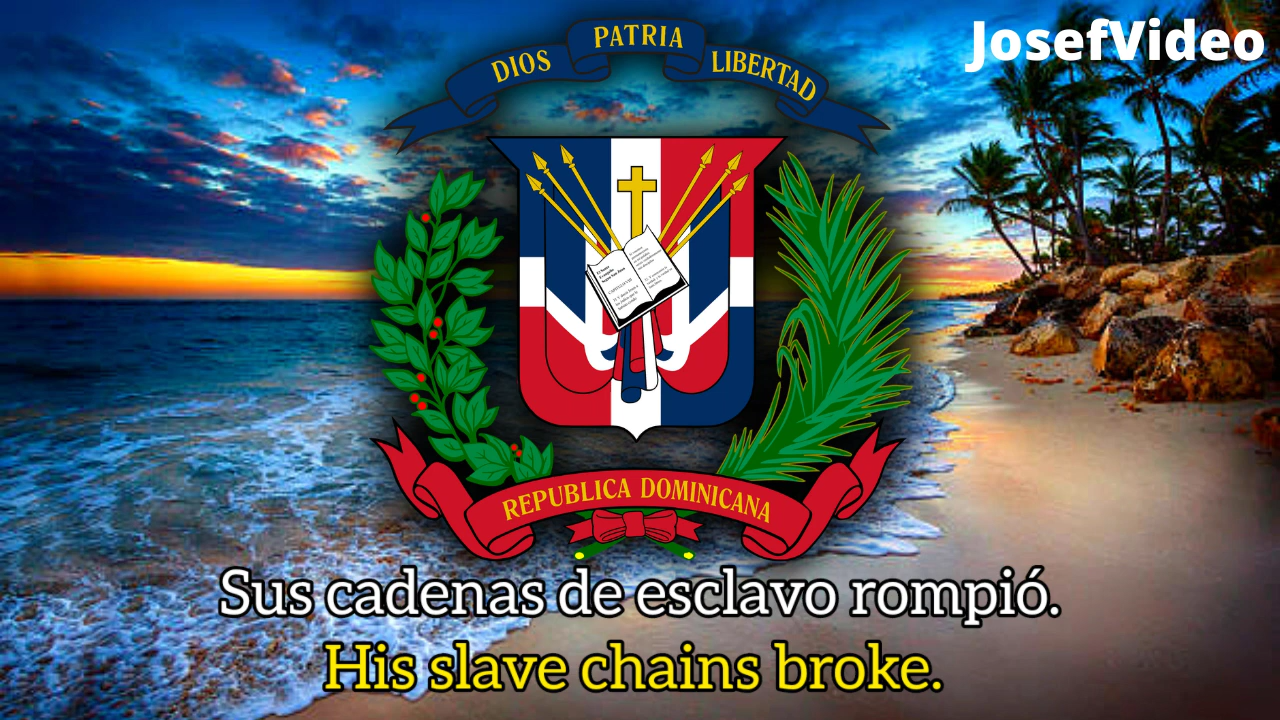 JosefVideo
DIOS PATRIA LIBERTAD
REPUBLICA DOMINICANA
Sus cadenas de esclavo rompió.
His slave chains broke.